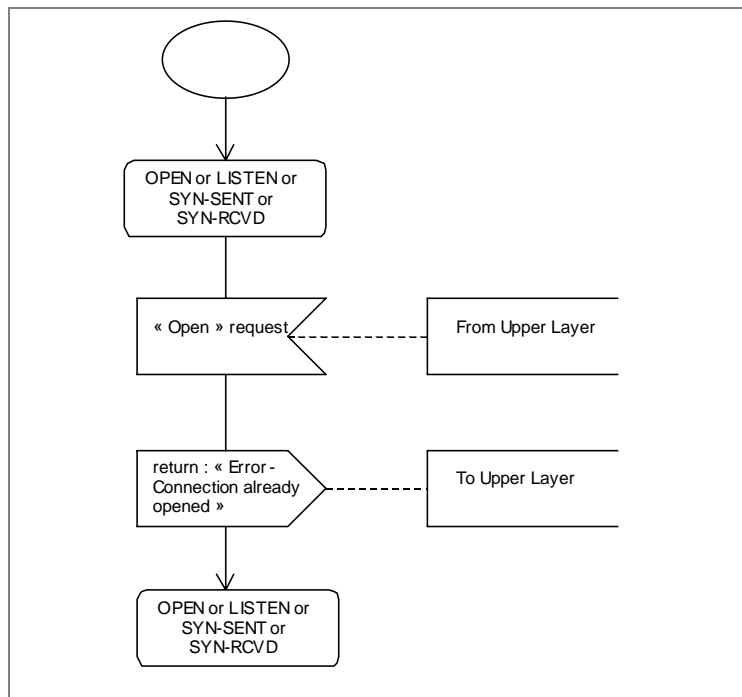 OPEN or LISTEN or
SYN-SENT or
SYN-RCVD
« Open » request
From Upper Layer
return : « Error -
Connection already
opened »
To Upper Layer
OPEN or LISTEN or
SYN-SENT or
SYN-RCVD